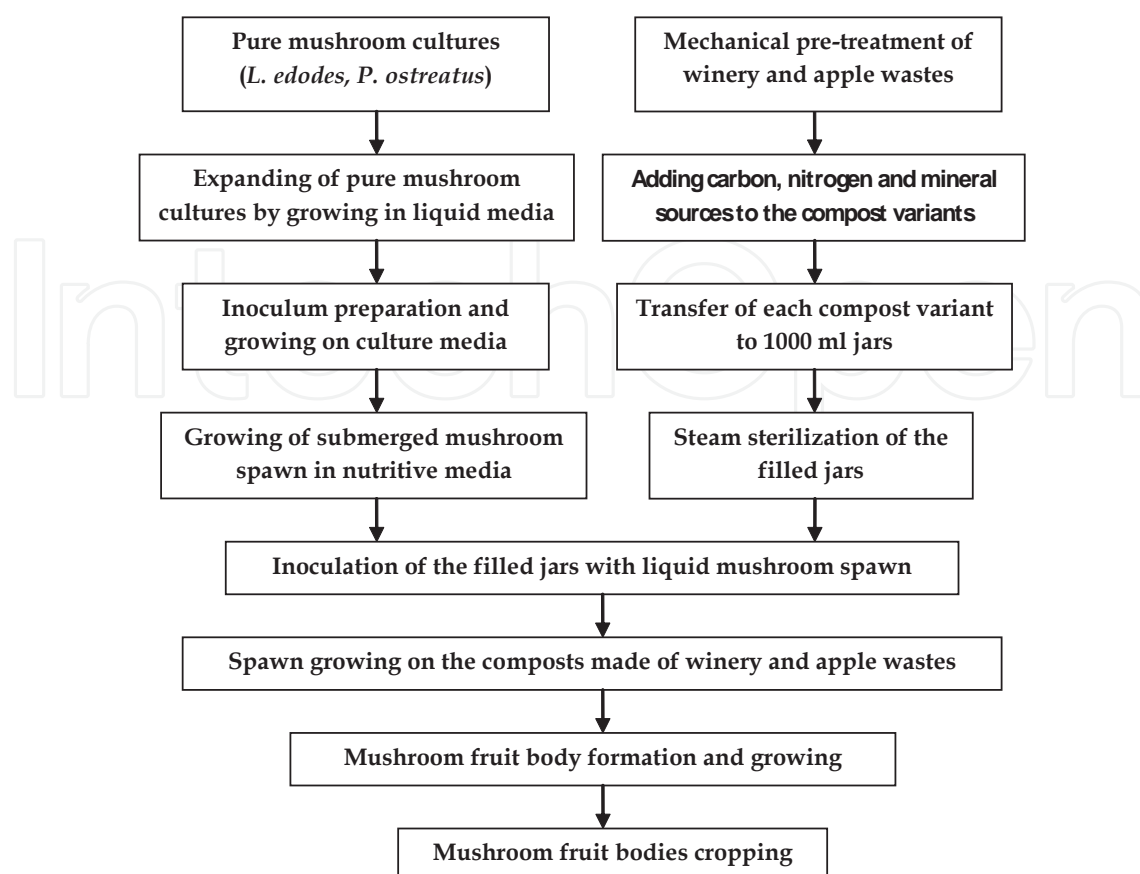 Pure mushroom cultures
(L. edodes, P. ostreatus)
Mechanical pre-treatment of
winery and apple wastes
Expanding of pure mushroom
cultures by growing in liquid media
Adding carbon, nitrogen and mineral
sources to the compost variants
Inoculum preparation and
growing on culture media
Transfer of each compost variant
to 1000 ml jars
Growing of submerged mushroom
spawn in nutritive media
Steam sterilization of the
filled jars
Inoculation of the filled jars with liquid mushroom spawn
Spawn growing on the composts made of winery and apple wastes
Mushroom fruit body formation and growing
Mushroom fruit bodies cropping
IntechOpen